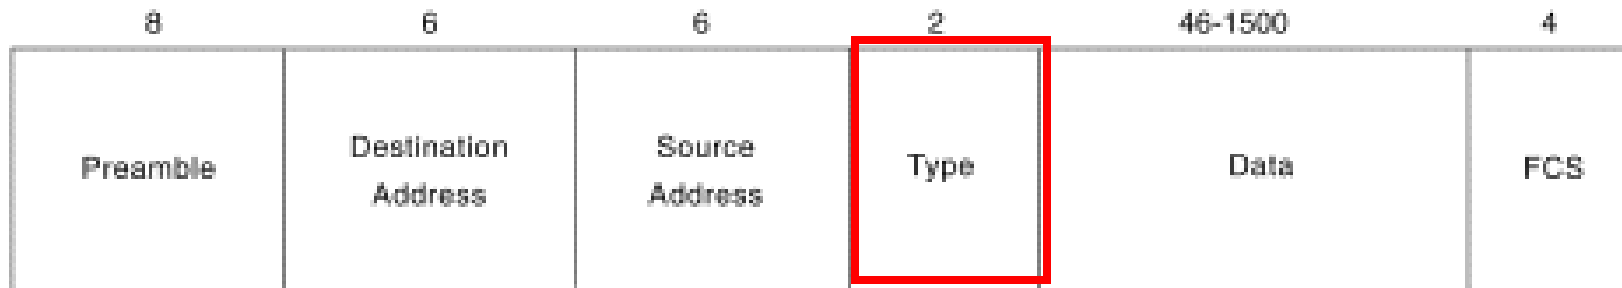 8 6 6 2 46-1500 4
Preamble
Destination
Address
Source
Address
Type
Data
FCS